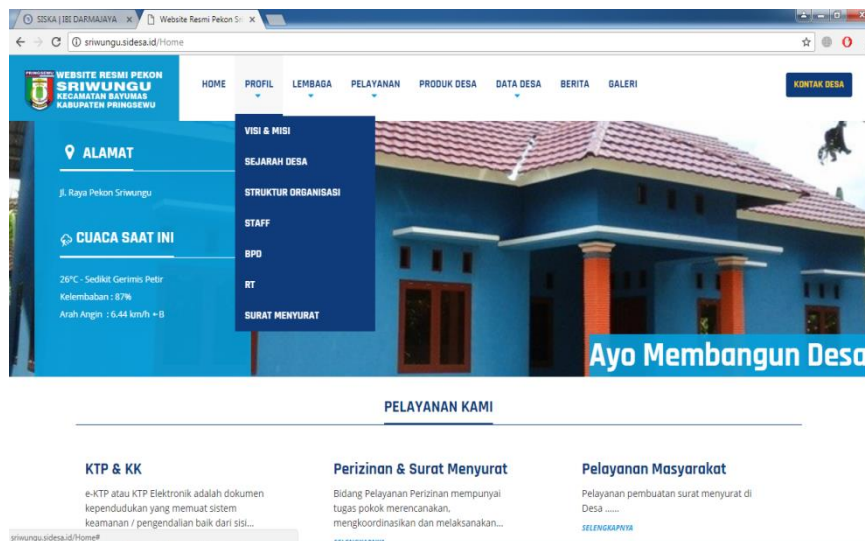 SISKA | IBI DARMAJAYA
Website Resmi Pekon Sr
sriwungu.sidesa.id/Home
WEBSITE RESMI PEKON
SRIWUNGU
KECAMATAN BAYUMAS
KABUPATEN PRINGSEWU
HOME PROFIL LEMBAGA PELAYANAN PRODUK DESA DATA DESA BERITA GALERI
KONTAK DESA
VISI & MISI
SEJARAH DESA
STRUKTUR ORGANISASI
STAFF
BPD
RT
SURAT MENYURAT
ALAMAT
Jl. Raya Pekon Sriwungu
CUACA SAAT INI
26°C - Sedikit Gerimis Petir
Kelembaban : 87%
Arah Angin : 6.44 km/h ← B
Ayo Membangun Desa
PELAYANAN KAMI
KTP & KK
e-KTP atau KTP Elektronik adalah dokumen
kependudukan yang memuat sistem
keamanan / pengendalian baik dari sisi...
Perizinan & Surat Menyurat
Bidang Pelayanan Perizinan mempunyai
tugas pokok merencanakan,
mengkoordinasikan dan melaksanakan...
Pelayanan Masyarakat
Pelayanan pembuatan surat menyurat di
Desa ......
SELENGKAPNYA
sriwungu.sidesa.id/Home#